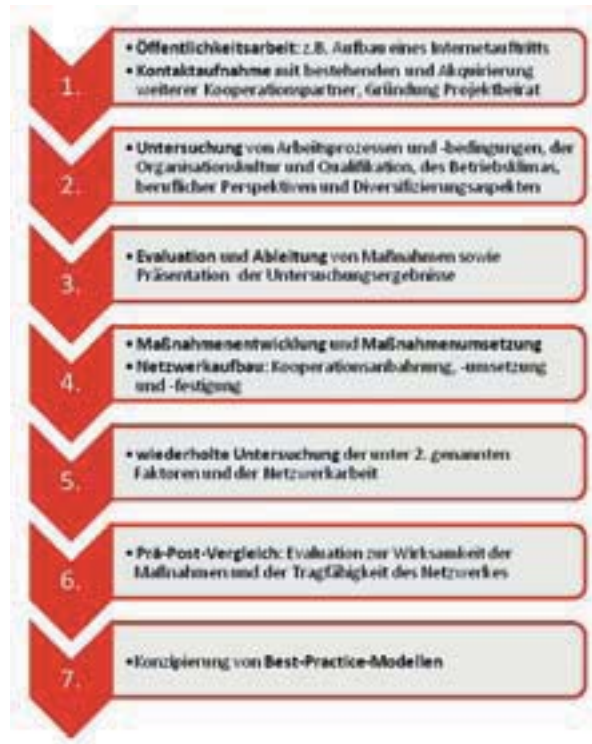 1.
• Öffentlichkeitsarbeit: z.B. Aufbau eines Internetauftritts
• Kontaktaufnahme mit bestehenden und Akquirierung
weiterer Kooperationspartner, Gründung Projektbeirat
2.
• Untersuchung von Arbeitsprozessen und -bedingungen, der
Organisationskultur und Qualifikation, des Betriebsklimas,
beruflicher Perspektiven und Diversifizierungsaspekten
3.
• Evaluation und Ableitung von Maßnahmen sowie
Präsentation der Untersuchungsergebnisse
4.
• Maßnahmenentwicklung und Maßnahmenumsetzung
• Netzwerkaufbau: Kooperationsanbahnung, -umsetzung
und -festigung
5.
• wiederholte Untersuchung der unter 2. genannten
Faktoren und der Netzwerkarbeit
6.
• Prä-Post-Vergleich: Evaluation zur Wirksamkeit der
Maßnahmen und der Tragfähigkeit des Netzwerkes
7.
• Konzipierung von Best-Practice-Modellen